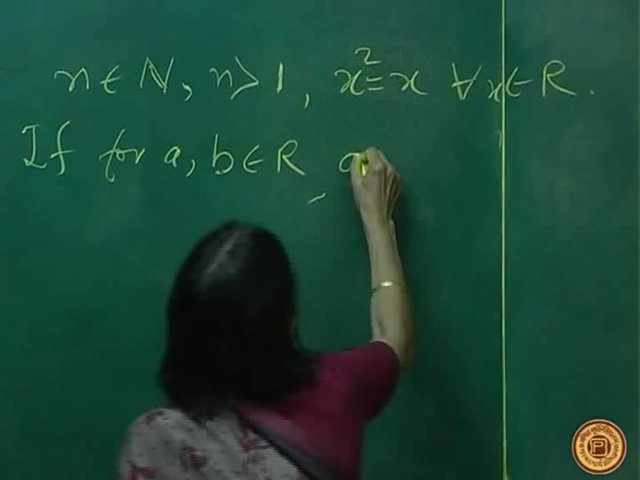 n ∈ ℕ, n > 1, x² = x ∀ x ∈ R.
If for a, b ∈ R, a